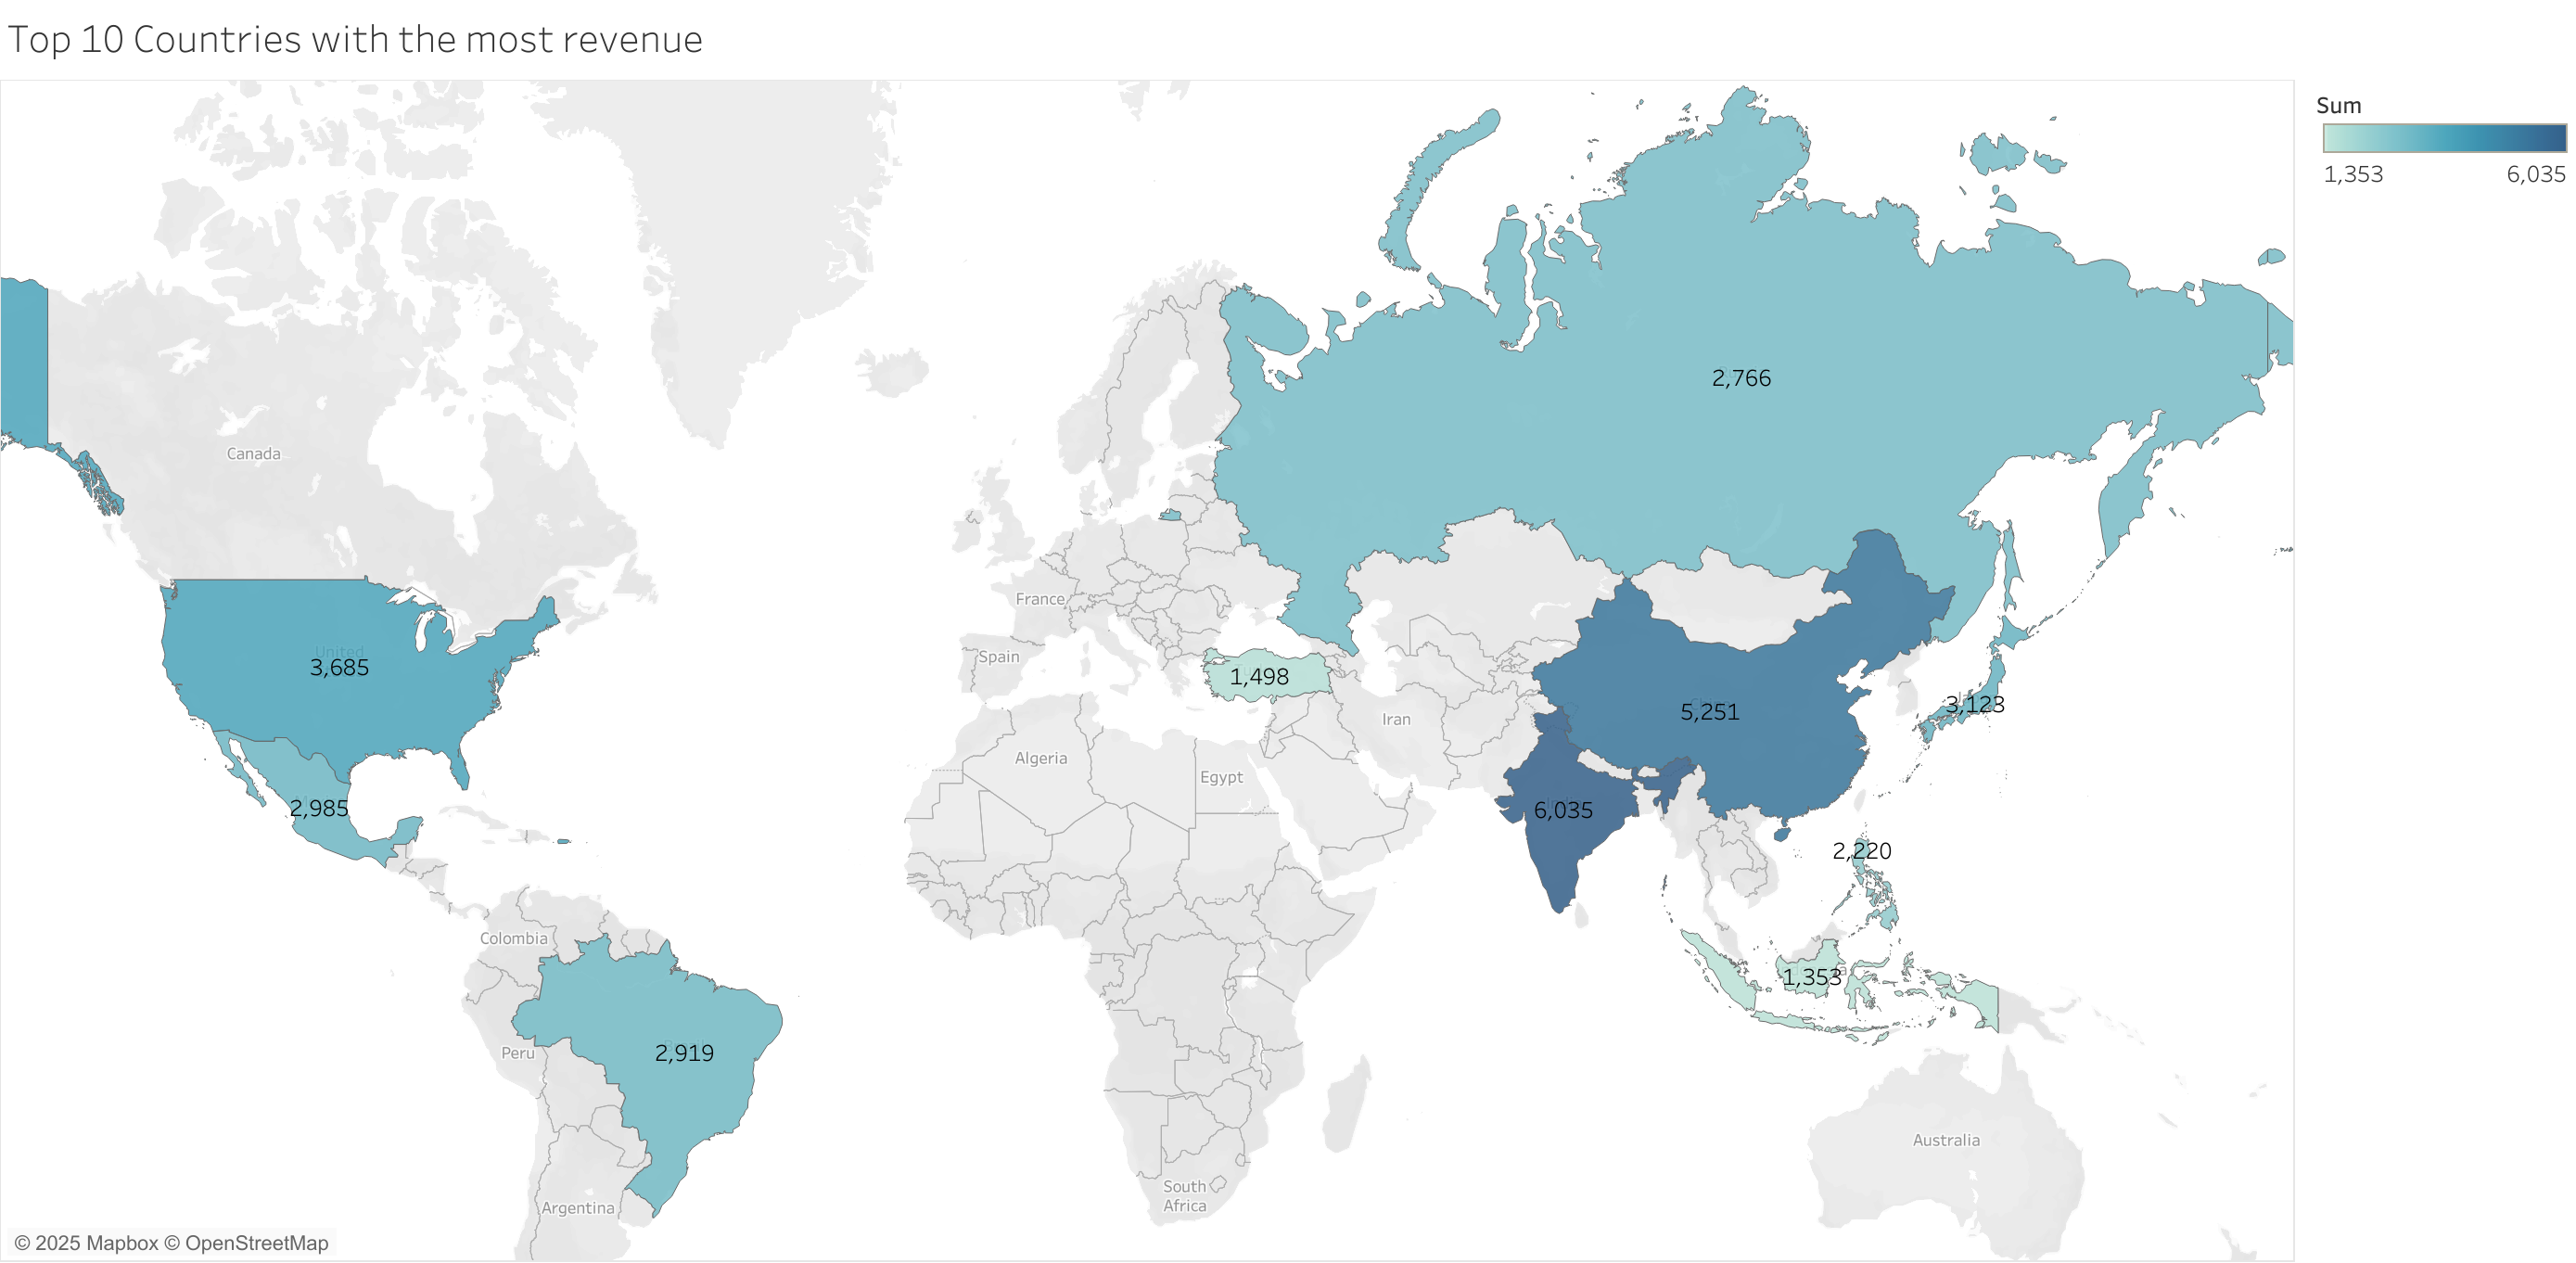 Top 10 Countries with the most revenue
Sum
1,353 6,035
2,766
Canada
France
United
3,685
Spain
1,498
Iran
5,251
3,123
Algeria
Egypt
2,985
6,035
2,220
Colombia
1,353
Peru
2,919
Australia
South
Africa
Argentina
© 2025 Mapbox © OpenStreetMap